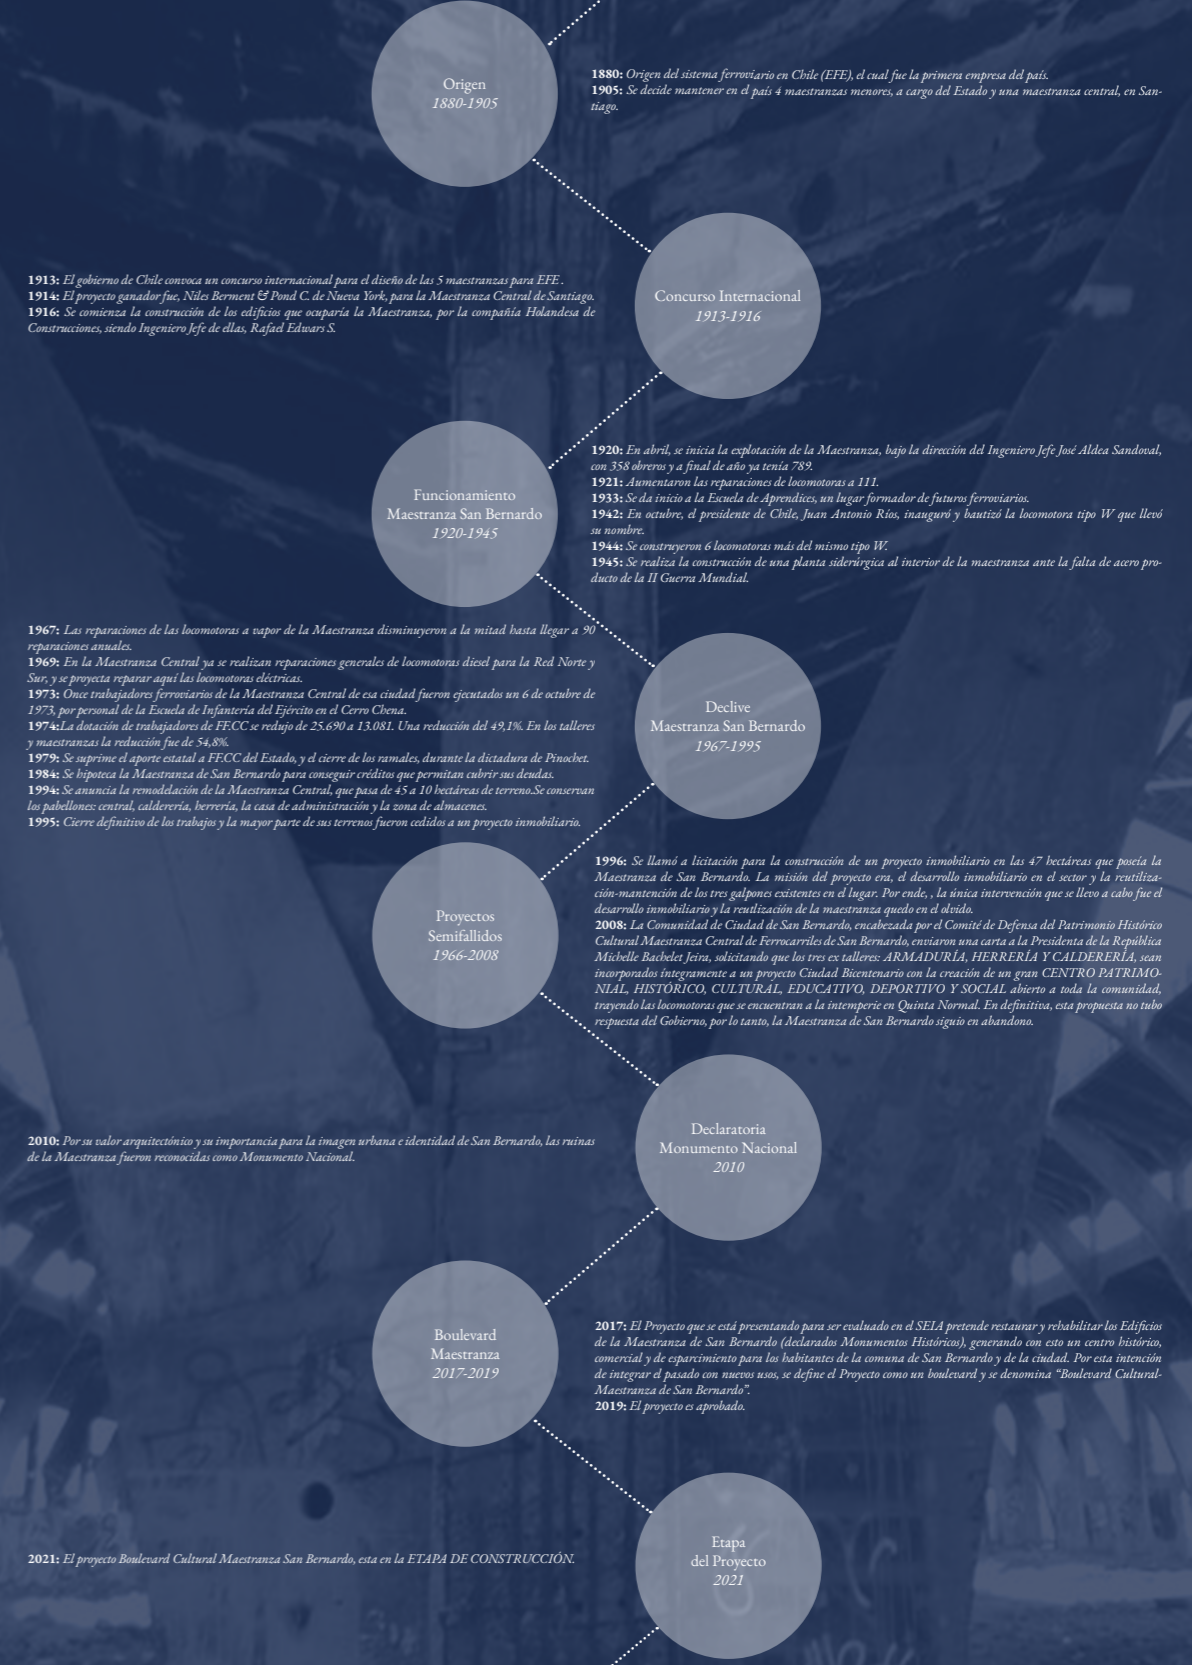 Origen
1880-1905
1880: Origen del sistema ferroviario en Chile (EFE), el cual fue la primera empresa del país.
1905: Se decide mantener en el país 4 maestranzas menores, a cargo del Estado y una maestranza central, en San-
tiago.
Concurso Internacional
1913-1916
1913: El gobierno de Chile convoca un concurso internacional para el diseño de las 5 maestranzas para EFE .
1914: El proyecto ganador fue, Niles Berment & Pond C. de Nueva York, para la Maestranza Central de Santiago.
1916: Se comienza la construcción de los edificios que ocuparía la Maestranza, por la compañía Holandesa de
Construcciones, siendo Ingeniero Jefe de ellas, Rafael Edwars S.
Funcionamiento
Maestranza San Bernardo
1920-1945
1920: En abril, se inicia la explotación de la Maestranza, bajo la dirección del Ingeniero Jefe José Aldea Sandoval,
con 358 obreros y a final de año ya tenía 789.
1921: Aumentaron las reparaciones de locomotoras a 111.
1933: Se da inicio a la Escuela de Aprendices, un lugar formador de futuros ferroviarios.
1942: En octubre, el presidente de Chile, Juan Antonio Ríos, inauguró y bautizó la locomotora tipo W que llevó
su nombre.
1944: Se construyeron 6 locomotoras más del mismo tipo W.
1945: Se realiza la construcción de una planta siderúrgica al interior de la maestranza ante la falta de acero pro-
ducto de la II Guerra Mundial.
Declive
Maestranza San Bernardo
1967-1995
1967: Las reparaciones de las locomotoras a vapor de la Maestranza disminuyeron a la mitad hasta llegar a 90
reparaciones anuales.
1969: En la Maestranza Central ya se realizan reparaciones generales de locomotoras diesel para la Red Norte y
Sur, y se proyecta reparar aquí las locomotoras eléctricas.
1973: Once trabajadores ferroviarios de la Maestranza Central de esa ciudad fueron ejecutados un 6 de octubre de
1973, por personal de la Escuela de Infantería del Ejército en el Cerro Chena.
1974:La dotación de trabajadores de FF.CC se redujo de 25.690 a 13.081. Una reducción del 49,1%. En los talleres
y maestranzas la reducción fue de 54,8%.
1979: Se suprime el aporte estatal a FF.CC del Estado, y el cierre de los ramales, durante la dictadura de Pinochet.
1984: Se hipoteca la Maestranza de San Bernardo para conseguir créditos que permitan cubrir sus deudas.
1994: Se anuncia la remodelación de la Maestranza Central, que pasa de 45 a 10 hectáreas de terreno.Se conservan
los pabellones: central, calderería, herrería, la casa de administración y la zona de almacenes.
1995: Cierre definitivo de los trabajos y la mayor parte de sus terrenos fueron cedidos a un proyecto inmobiliario.
Proyectos
Semifallidos
1966-2008
1996: Se llamó a licitación para la construcción de un proyecto inmobiliario en las 47 hectáreas que poseía la
Maestranza de San Bernardo. La misión del proyecto era, el desarrollo inmobiliario en el sector y la reutiliza-
ción-mantención de los tres galpones existentes en el lugar. Por ende, , la única intervención que se llevo a cabo fue el
desarrollo inmobiliario y la reutlización de la maestranza quedo en el olvido.
2008: La Comunidad de Ciudad de San Bernardo, encabezada por el Comité de Defensa del Patrimonio Histórico
Cultural Maestranza Central de Ferrocarriles de San Bernardo, enviaron una carta a la Presidenta de la República
Michelle Bachelet Jeira, solicitando que los tres ex talleres: ARMADURÍA, HERRERÍA Y CALDERERÍA, sean
incorporados íntegramente a un proyecto Ciudad Bicentenario con la creación de un gran CENTRO PATRIMO-
NIAL, HISTÓRICO, CULTURAL, EDUCATIVO, DEPORTIVO Y SOCIAL abierto a toda la comunidad,
trayendo las locomotoras que se encuentran a la intemperie en Quinta Normal. En definitiva, esta propuesta no tubo
respuesta del Gobierno, por lo tanto, la Maestranza de San Bernardo siguio en abandono.
Declaratoria
Monumento Nacional
2010
2010: Por su valor arquitectónico y su importancia para la imagen urbana e identidad de San Bernardo, las ruinas
de la Maestranza fueron reconocidas como Monumento Nacional.
Boulevard
Maestranza
2017-2019
2017: El Proyecto que se está presentando para ser evaluado en el SEIA pretende restaurar y rehabilitar los Edificios
de la Maestranza de San Bernardo (declarados Monumentos Históricos), generando con esto un centro histórico,
comercial y de esparcimiento para los habitantes de la comuna de San Bernardo y de la ciudad. Por esta intención
de integrar el pasado con nuevos usos, se define el Proyecto como un boulevard y se denomina “Boulevard Cultural-
Maestranza de San Bernardo”.
2019: El proyecto es aprobado.
Etapa
del Proyecto
2021
2021: El proyecto Boulevard Cultural Maestranza San Bernardo, esta en la ETAPA DE CONSTRUCCIÓN.